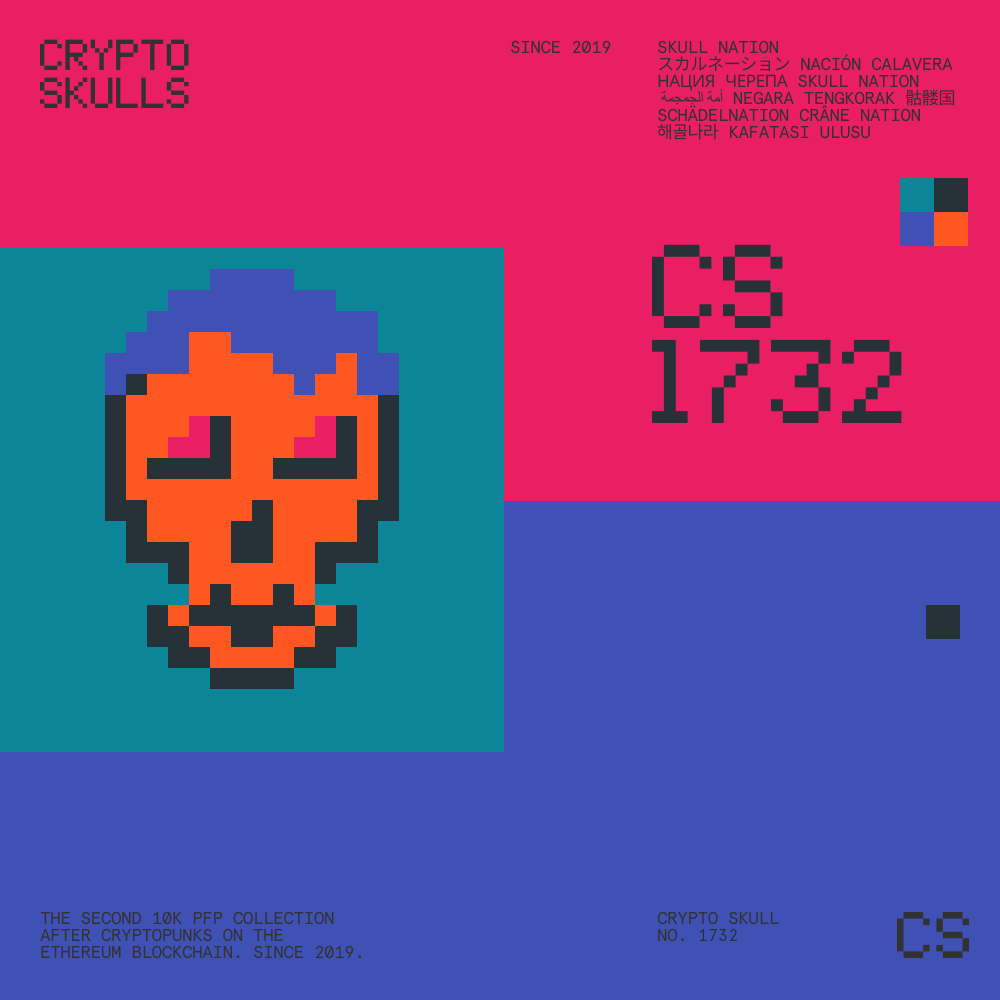 CRYPTO
SKULLS
SINCE 2019
SKULL NATION
スカルネーション NACIÓN CALAVERA
НАЦИЯ ЧЕРЕПА SKULL NATION
أمة الجمجمة NEGARA TENGKORAK 骷髅国
SCHÄDELNATION CRÂNE NATION
해골나라 KAFATASI ULUSU
CS
1732
THE SECOND 10K PFP COLLECTION
AFTER CRYPTOPUNKS ON THE
ETHEREUM BLOCKCHAIN. SINCE 2019.
CRYPTO SKULL
NO. 1732
CS